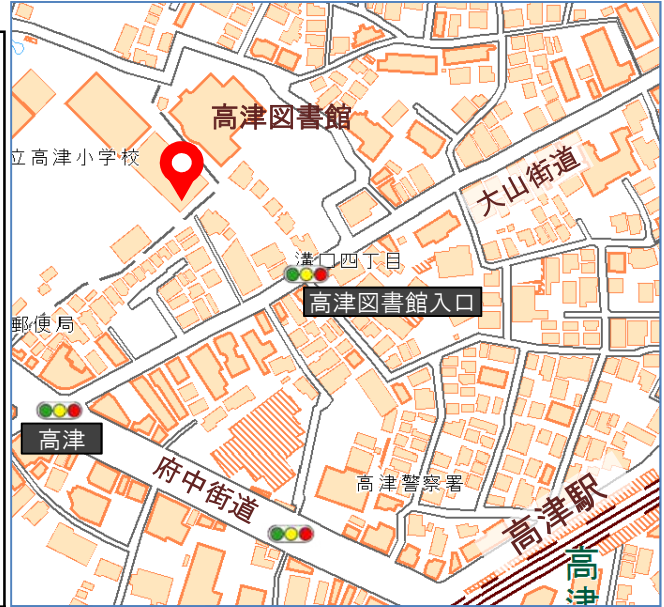 高津図書館
立高津小学校
大山街道
溝口四丁目
高津図書館入口
郵便局
高津
府中街道
高津警察署
高津駅
高津